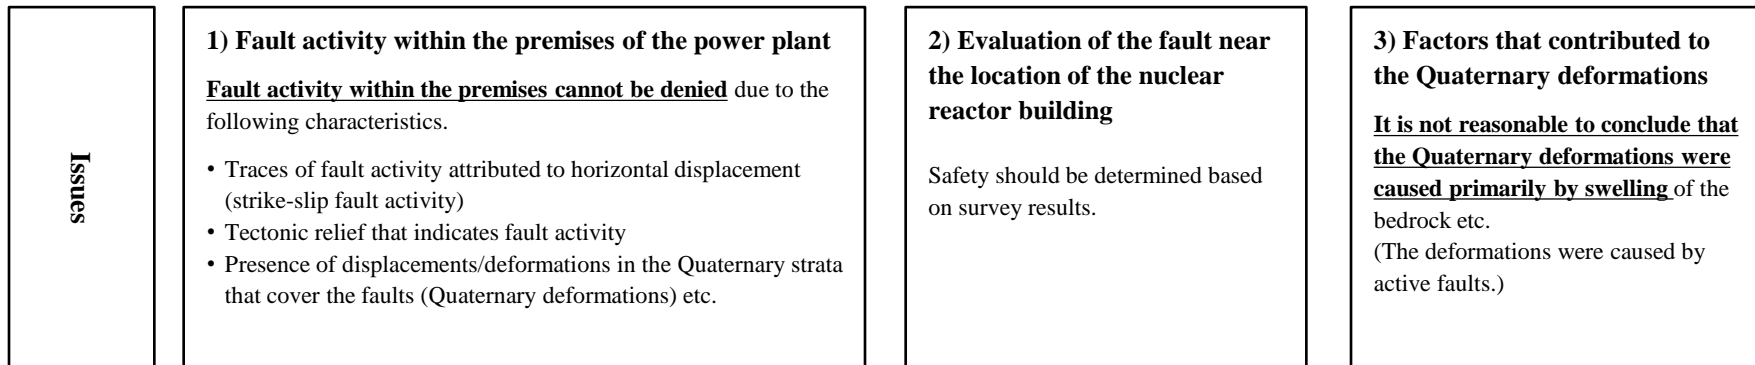 Issues
1) Fault activity within the premises of the power plant
Fault activity within the premises cannot be denied due to the
following characteristics.
• Traces of fault activity attributed to horizontal displacement
(strike-slip fault activity)
• Tectonic relief that indicates fault activity
• Presence of displacements/deformations in the Quaternary strata
that cover the faults (Quaternary deformations) etc.
2) Evaluation of the fault near
the location of the nuclear
reactor building
Safety should be determined based
on survey results.
3) Factors that contributed to
the Quaternary deformations
It is not reasonable to conclude that
the Quaternary deformations were
caused primarily by swelling of the
bedrock etc.
(The deformations were caused by
active faults.)